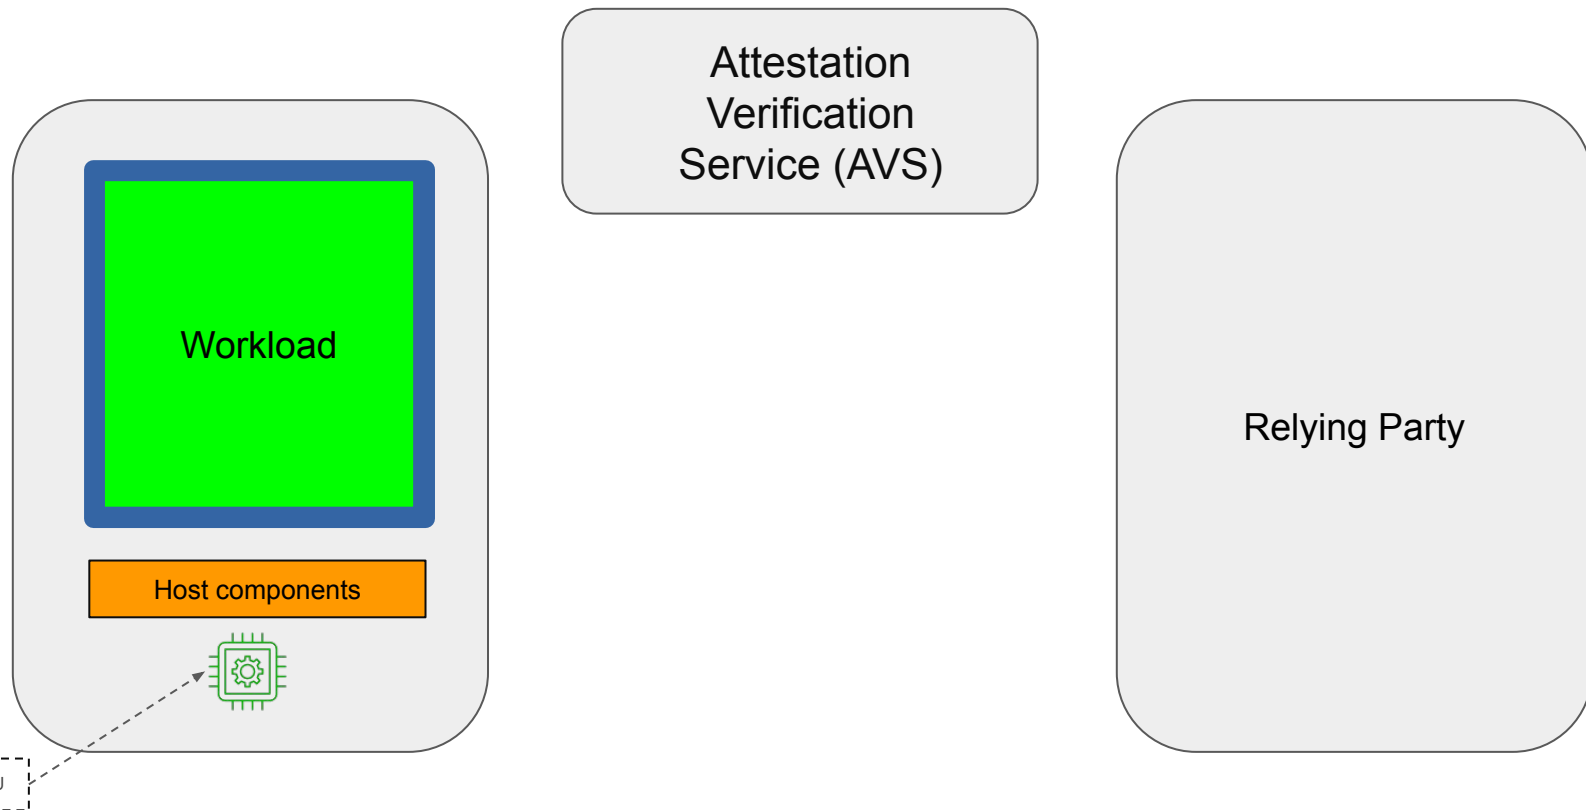 Attestation
Verification
Service (AVS)
Workload
Relying Party
Host components